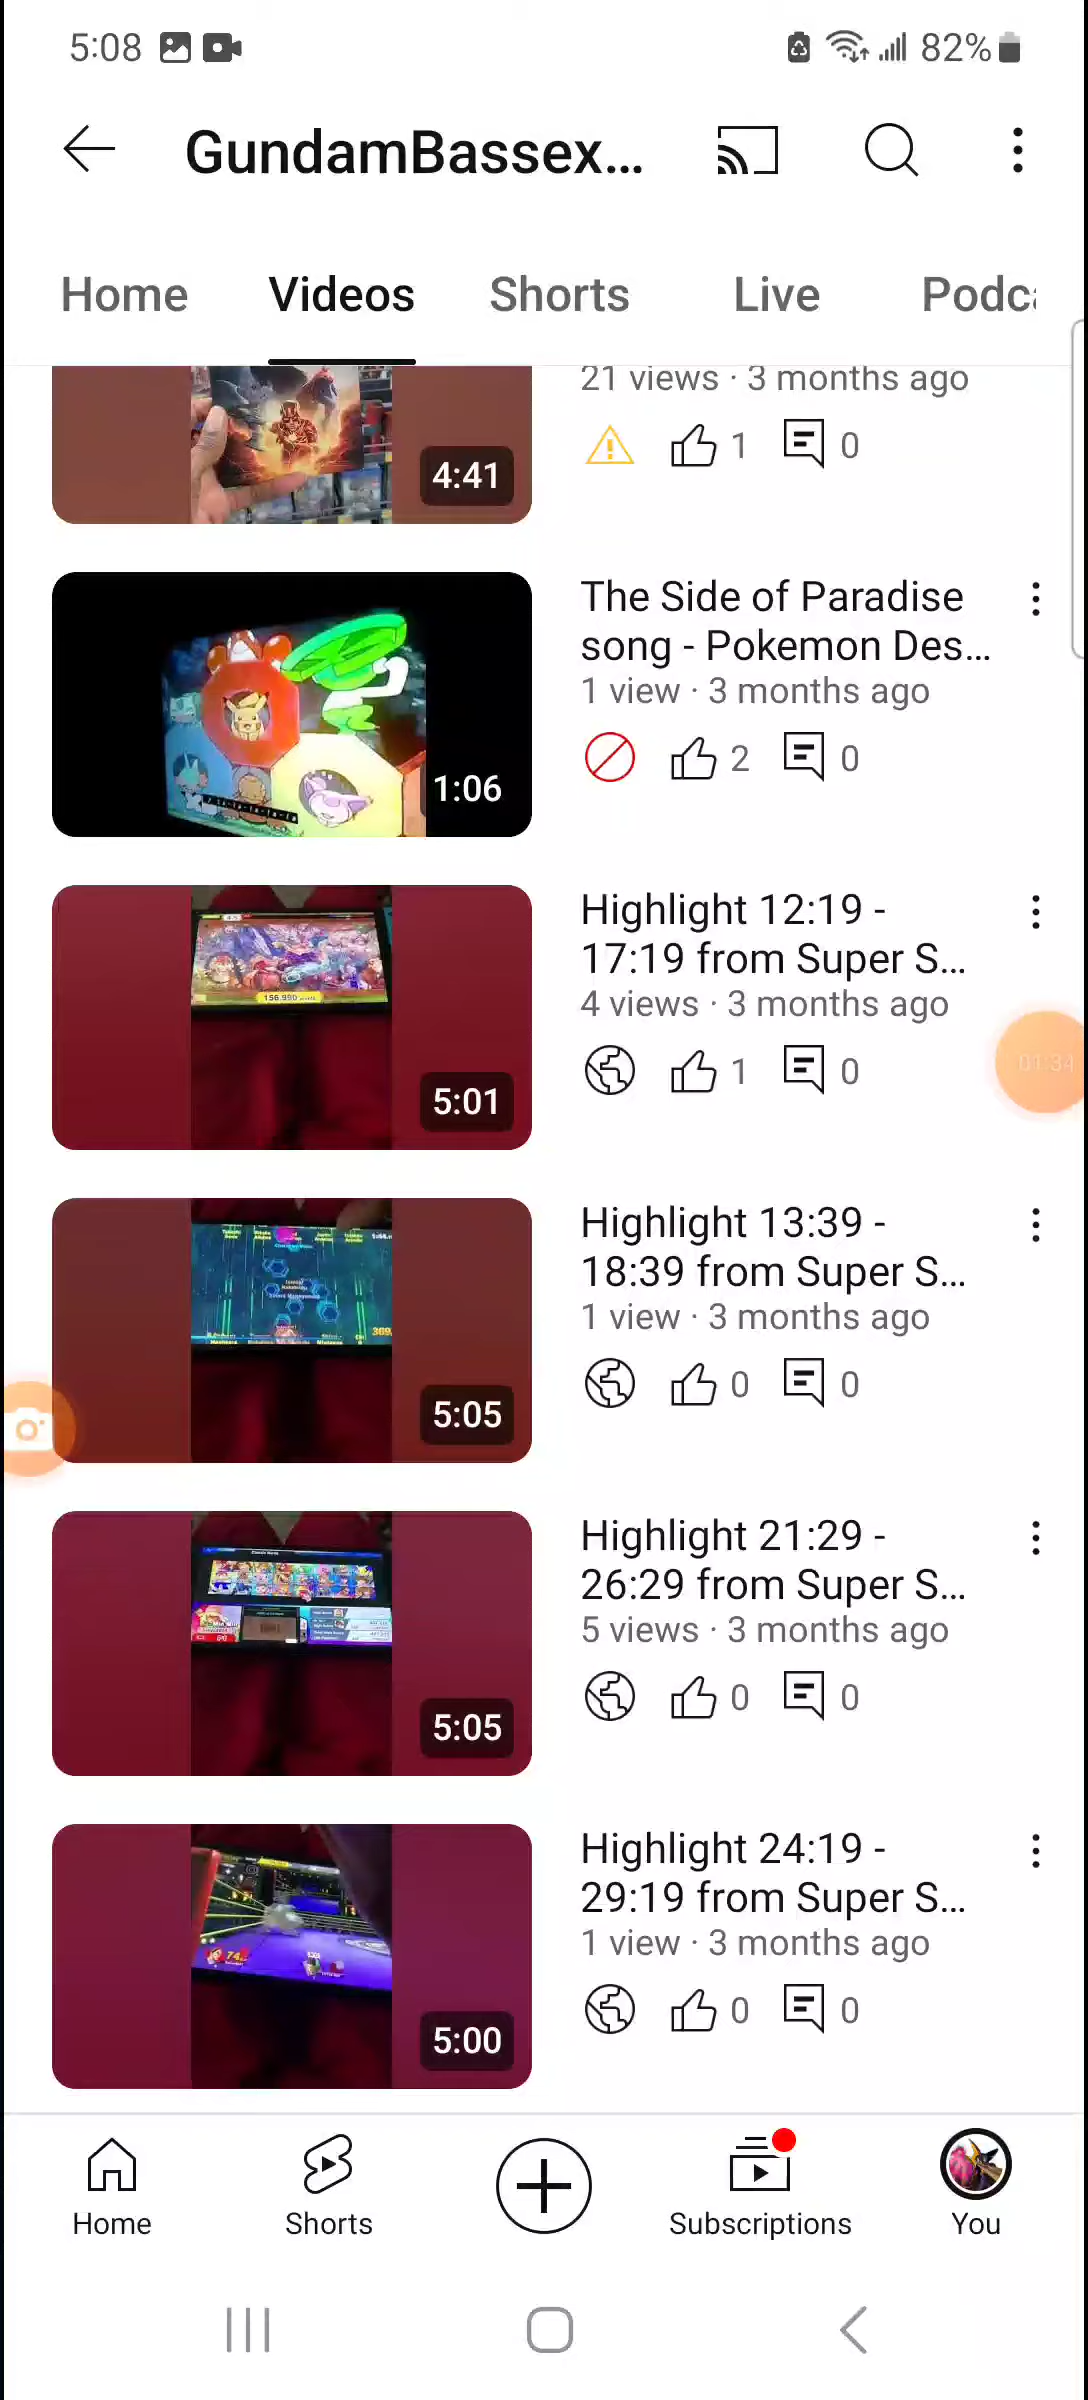 5:08
82%
GundamBassex...
Home Videos Shorts Live Podca
21 views · 3 months ago
1 0
4:41
The Side of Paradise
song - Pokemon Des...
1 view · 3 months ago
2 0
1:06
Highlight 12:19 -
17:19 from Super S...
4 views · 3 months ago
1 0
156,990
5:01
01:34
Highlight 13:39 -
18:39 from Super S...
1 view · 3 months ago
0 0
5:05
Highlight 21:29 -
26:29 from Super S...
5 views · 3 months ago
0 0
5:05
Highlight 24:19 -
29:19 from Super S...
1 view · 3 months ago
0 0
5:00
Home Shorts Subscriptions You